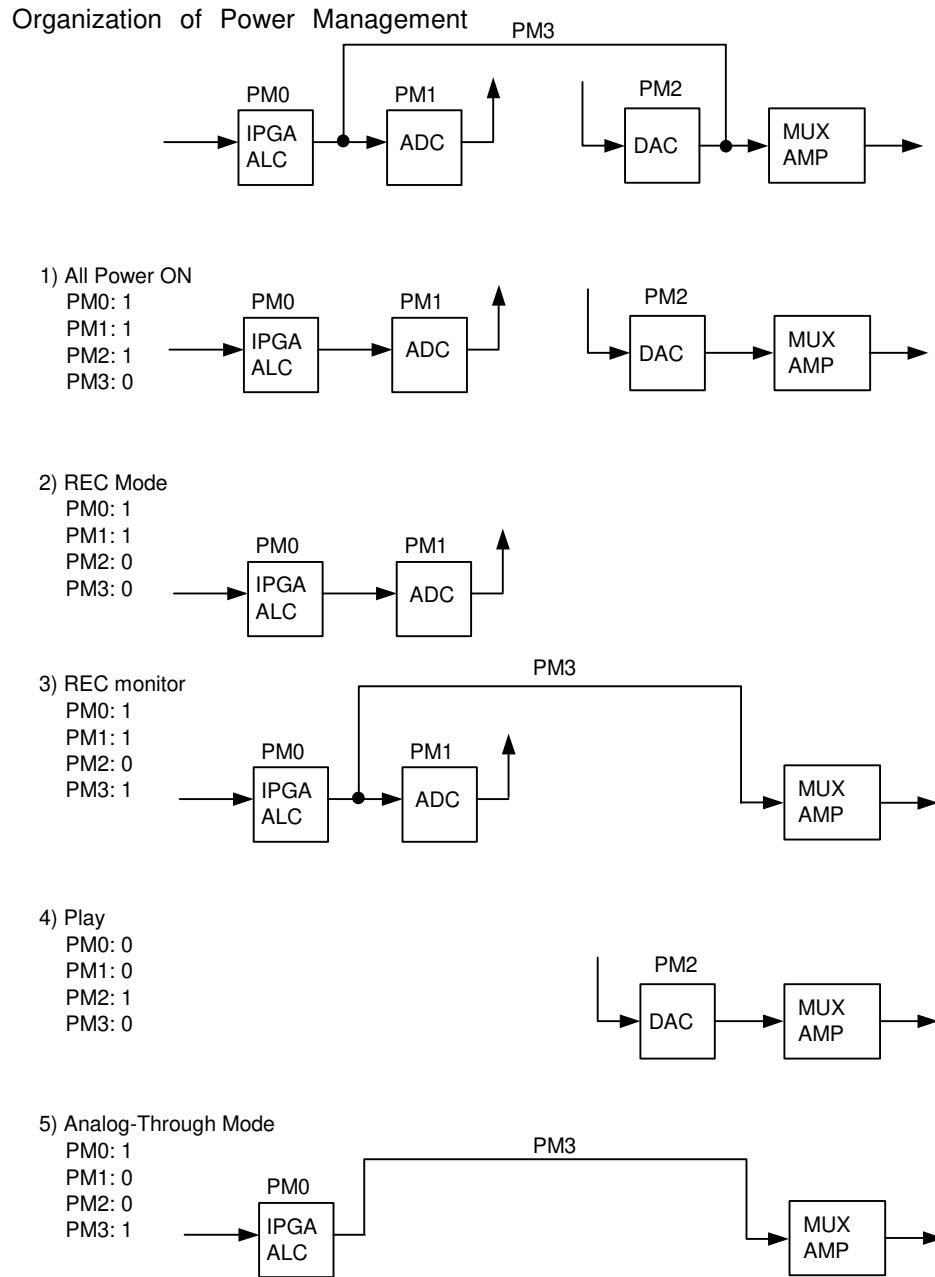 Organization of Power Management
PM3
PM0
PM1
PM2
IPGA
ALC
ADC
DAC
MUX
AMP
1) All Power ON
PM0: 1
PM1: 1
PM2: 1
PM3: 0
PM0
PM1
PM2
IPGA
ALC
ADC
DAC
MUX
AMP
2) REC Mode
PM0: 1
PM1: 1
PM2: 0
PM3: 0
PM0
PM1
IPGA
ALC
ADC
3) REC monitor
PM0: 1
PM1: 1
PM2: 0
PM3: 1
PM3
PM0
PM1
IPGA
ALC
ADC
MUX
AMP
4) Play
PM0: 0
PM1: 0
PM2: 1
PM3: 0
PM2
DAC
MUX
AMP
5) Analog-Through Mode
PM0: 1
PM1: 0
PM2: 0
PM3: 1
PM3
PM0
IPGA
ALC
MUX
AMP